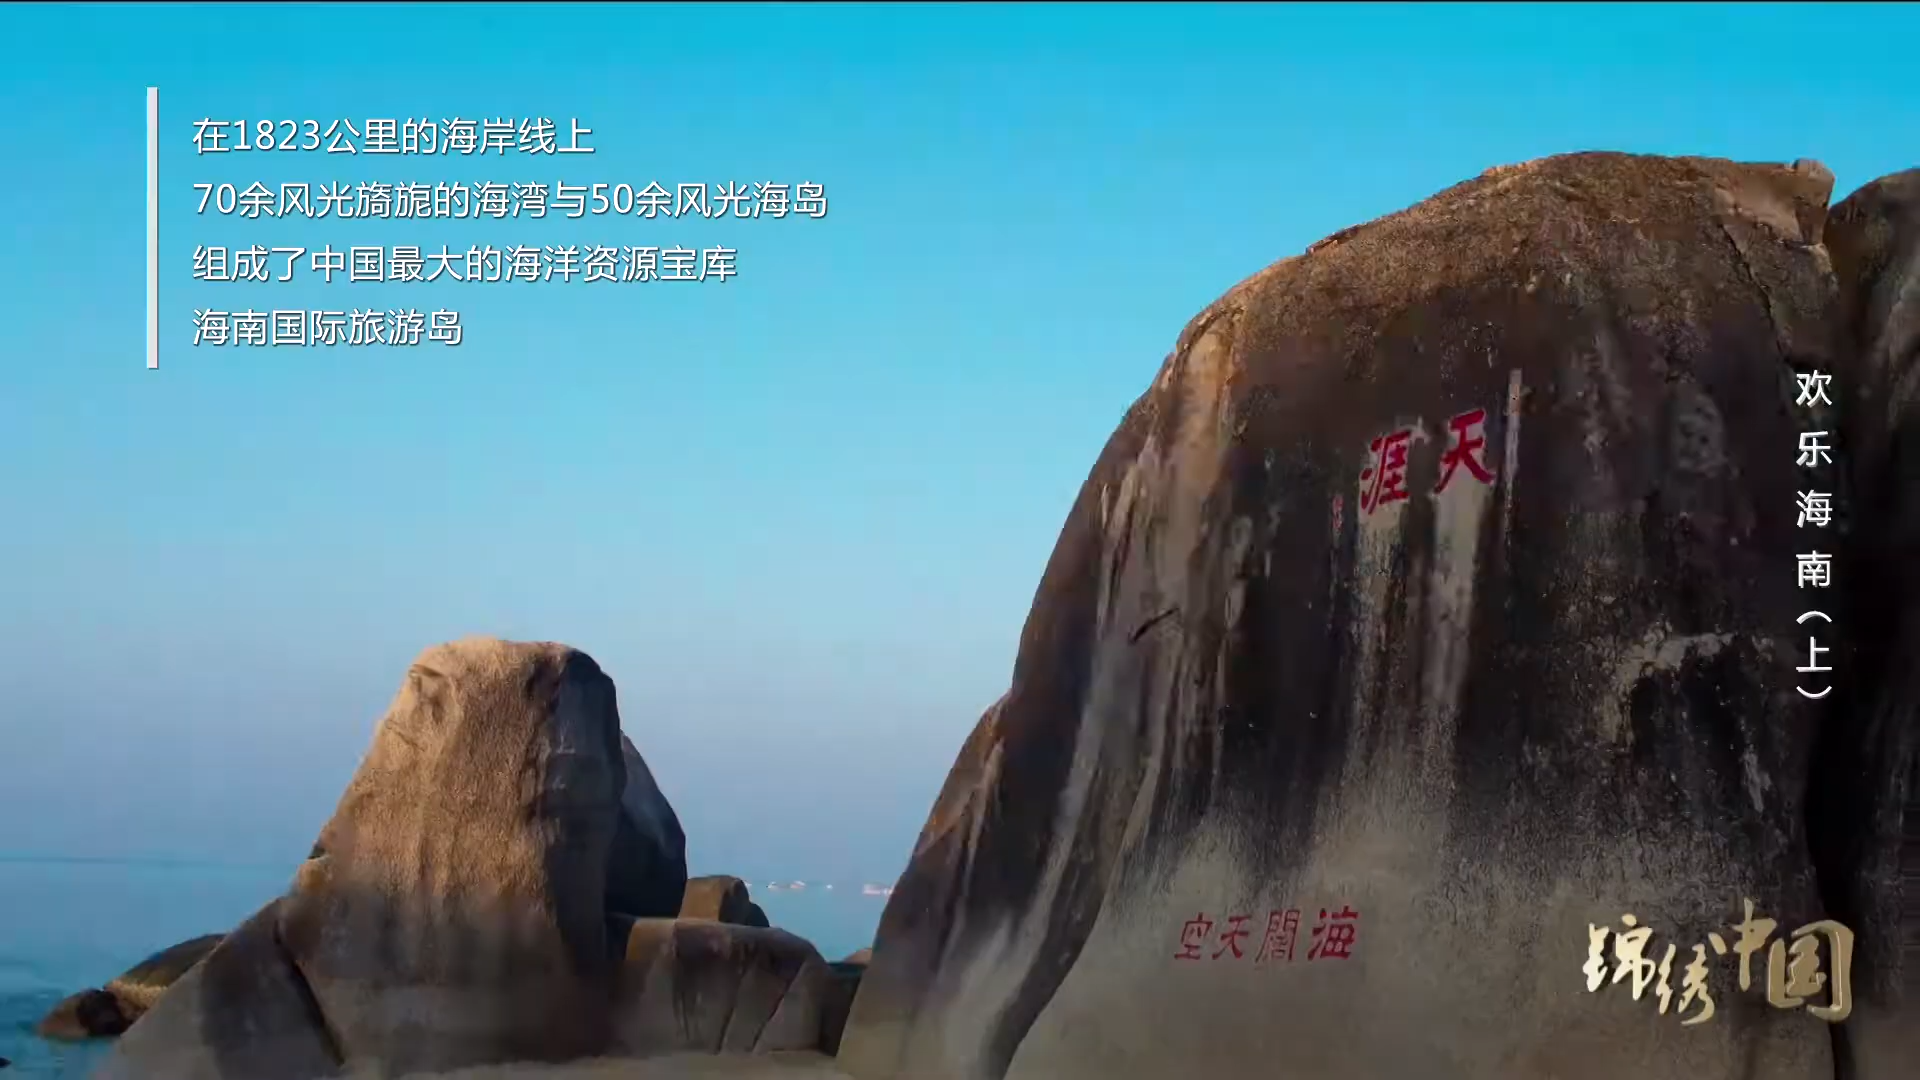 在1823公里的海岸线上
70余风光旖旎的海湾与50余风光海岛
组成了中国最大的海洋资源宝库
海南国际旅游岛
欢乐海南（上）
天涯
海闊天空
锦绣中国